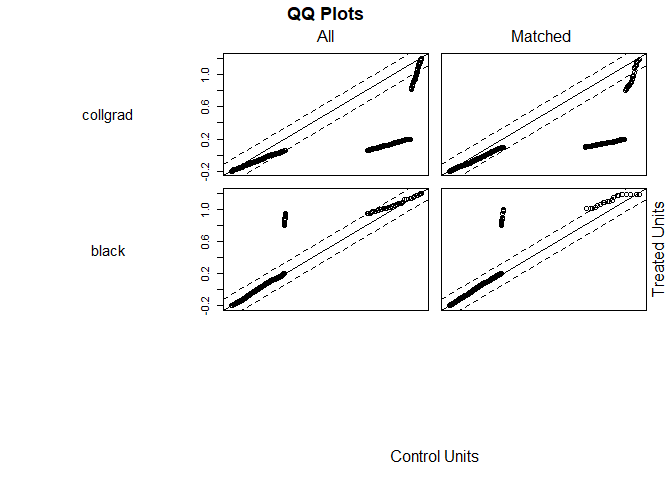 QQ Plots
All Matched
collgrad
-0.2 0.2 0.6 1.0
black
-0.2 0.2 0.6 1.0
Treated Units
Control Units